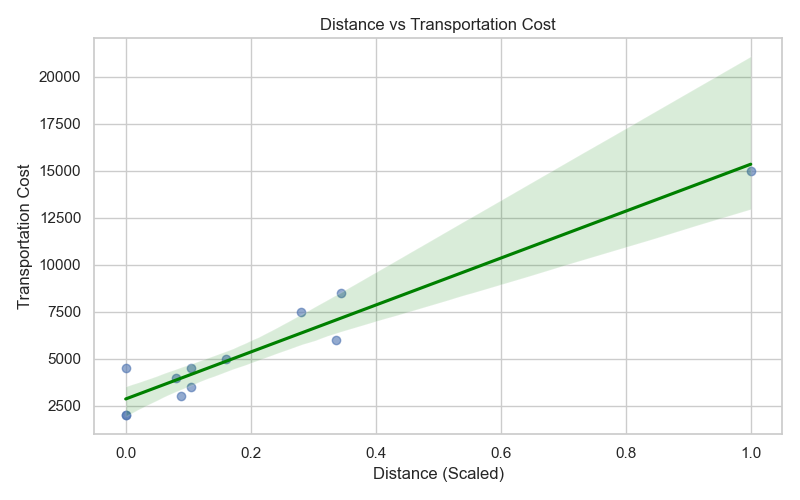 Distance vs Transportation Cost
Transportation Cost
20000
17500
15000
12500
10000
7500
5000
2500
0.0 0.2 0.4 0.6 0.8 1.0
Distance (Scaled)